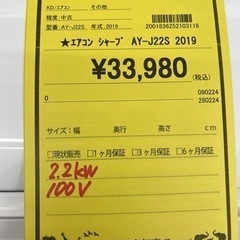 KD/エアコン その他
程度: 中古
型番: AY-J22S 年式: 2019
2001836252103116
★エアコン シャープ AY-J22S 2019
¥33,980
(税込)
090224
280224
サイズ:幅 奥行 高さ cm
□現状販売 □1ヶ月保証 □3ヶ月保証 □6ヶ月保証
2.2kW
100V